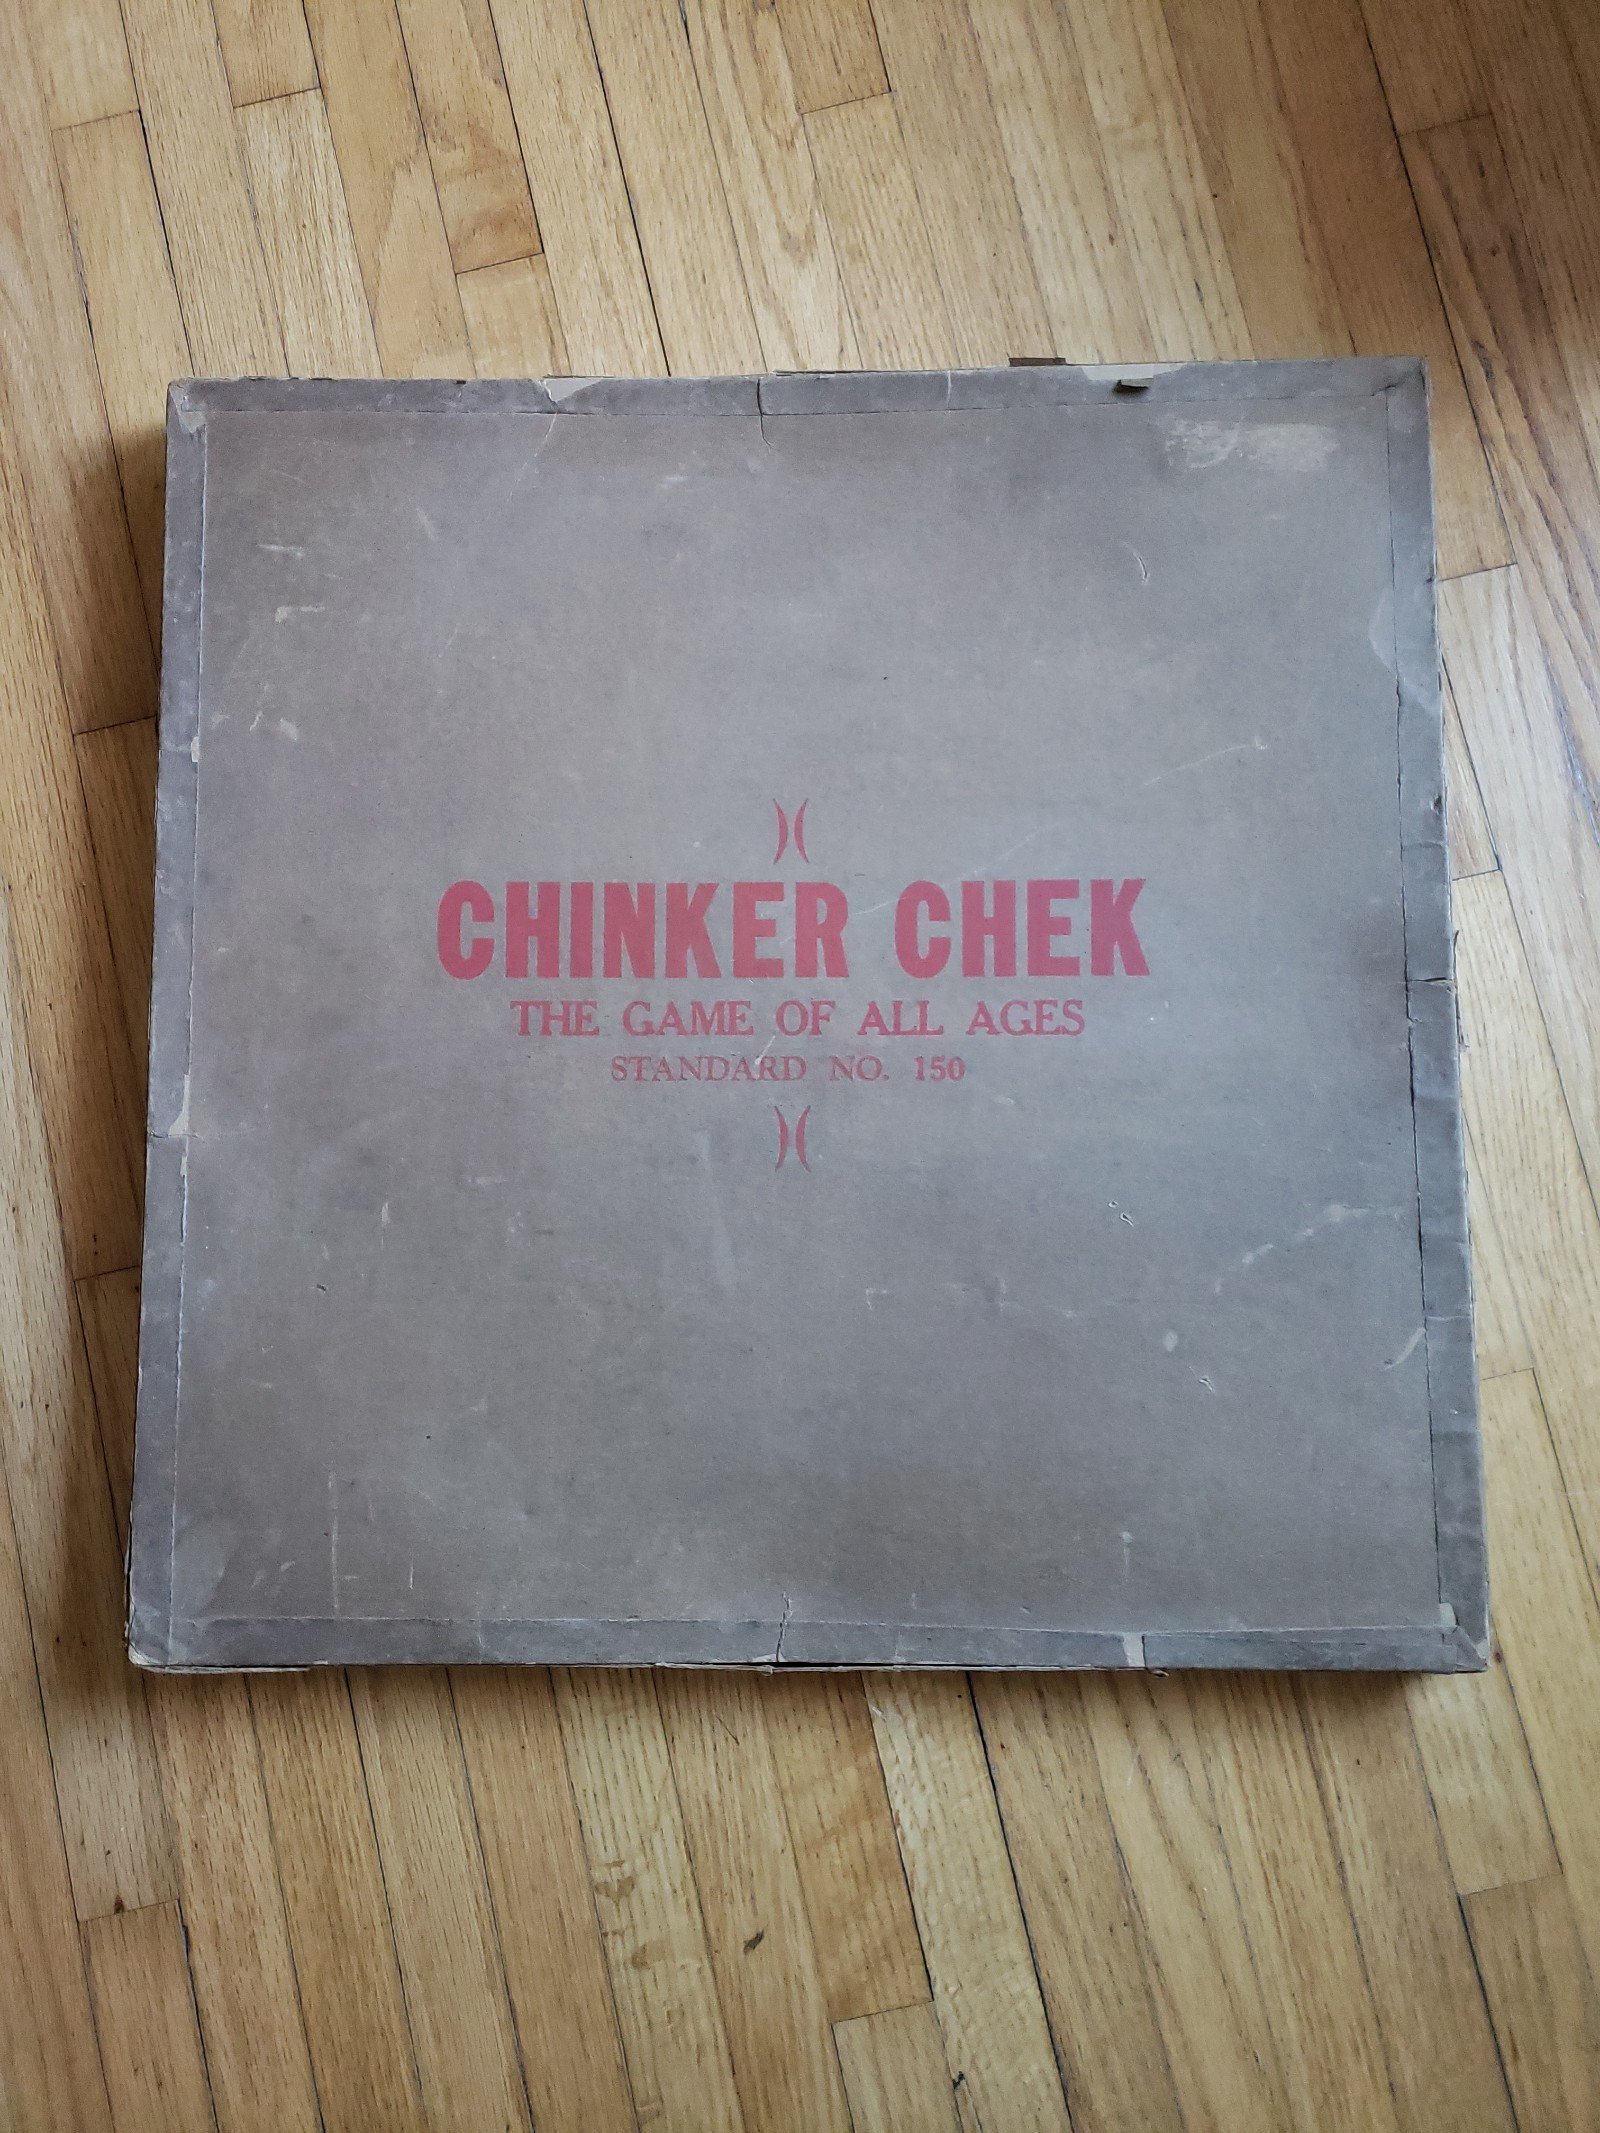 CHINKER CHEK
THE GAME OF ALL AGES
STANDARD NO. 150